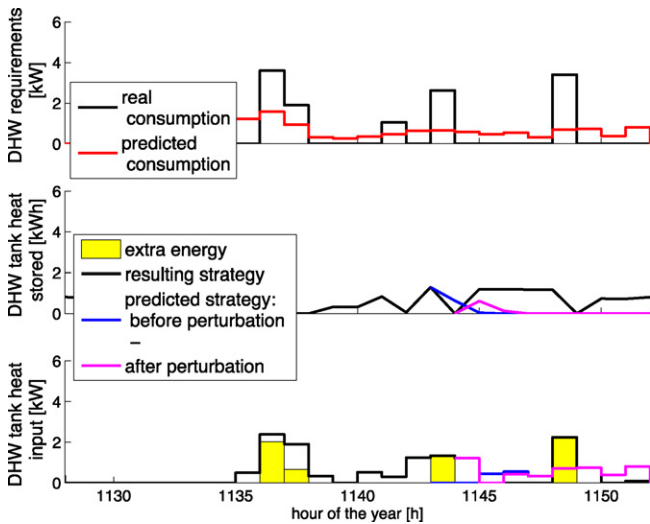 DHW requirements
[kW]
6
4
2
0
real
consumption
predicted
consumption
DHW tank heat
stored [kWh]
6
4
2
0
extra energy
resulting strategy
predicted strategy:
before perturbation
–
after perturbation
DHW tank heat
input [kW]
6
4
2
0
1130 1135 1140 1145 1150
hour of the year [h]